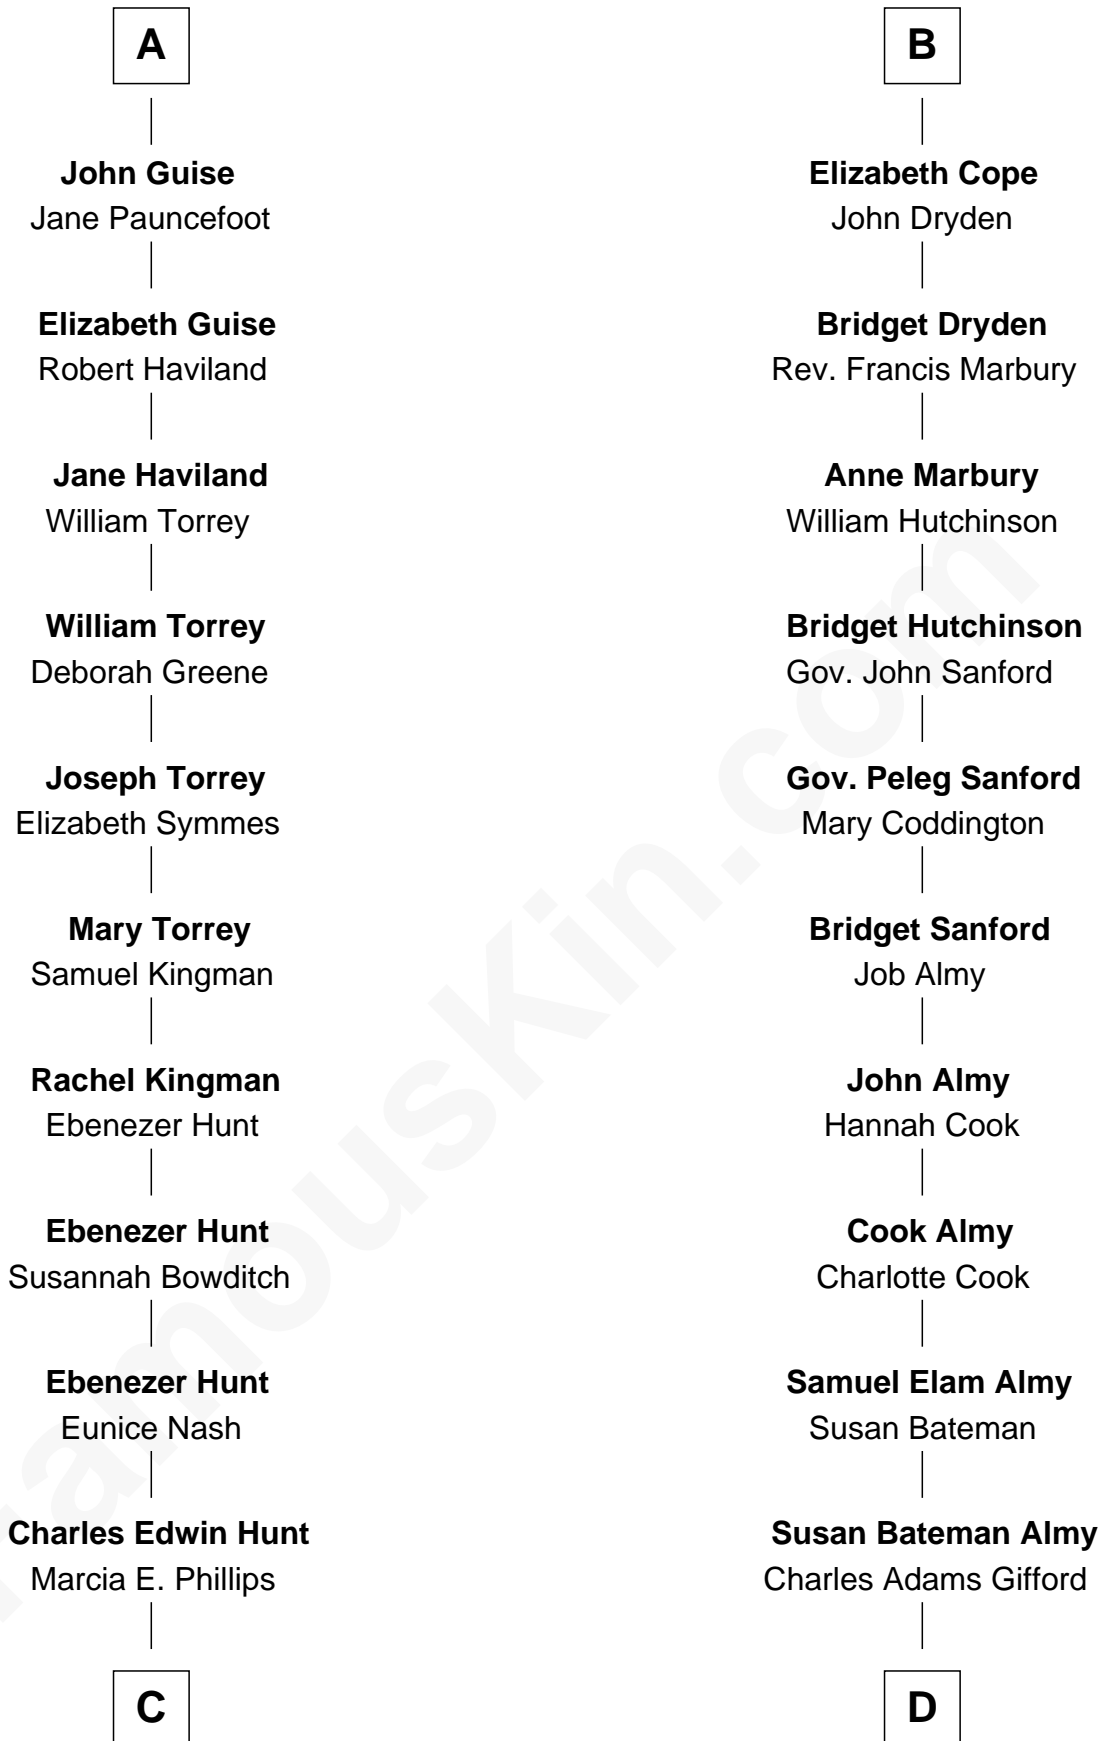 A
John Guise
Jane Pauncefoot
Elizabeth Guise
Robert Haviland
Jane Haviland
William Torrey
William Torrey
Deborah Greene
Joseph Torrey
Elizabeth Symmes
Mary Torrey
Samuel Kingman
Rachel Kingman
Ebenezer Hunt
Ebenezer Hunt
Susannah Bowditch
Ebenezer Hunt
Eunice Nash
Charles Edwin Hunt
Marcia E. Phillips
C
B
Elizabeth Cope
John Dryden
Bridget Dryden
Rev. Francis Marbury
Anne Marbury
William Hutchinson
Bridget Hutchinson
Gov. John Sanford
Gov. Peleg Sanford
Mary Coddington
Bridget Sanford
Job Almy
John Almy
Hannah Cook
Cook Almy
Charlotte Cook
Samuel Elam Almy
Susan Bateman
Susan Bateman Almy
Charles Adams Gifford
D
FamousKin.com